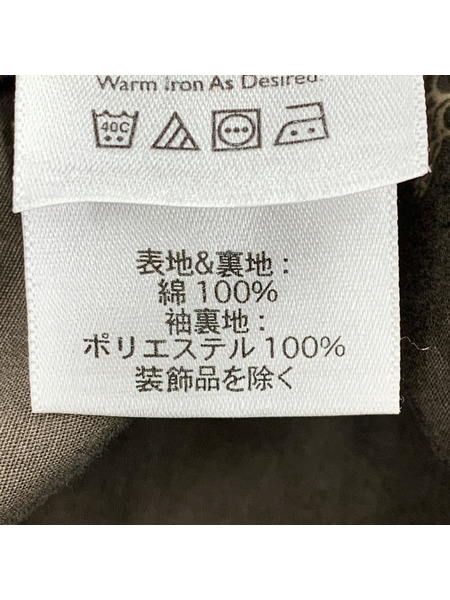 Warm Iron As Desired.
40C
表地&裏地：
綿 100%
袖裏地：
ポリエステル 100%
装飾品を除く